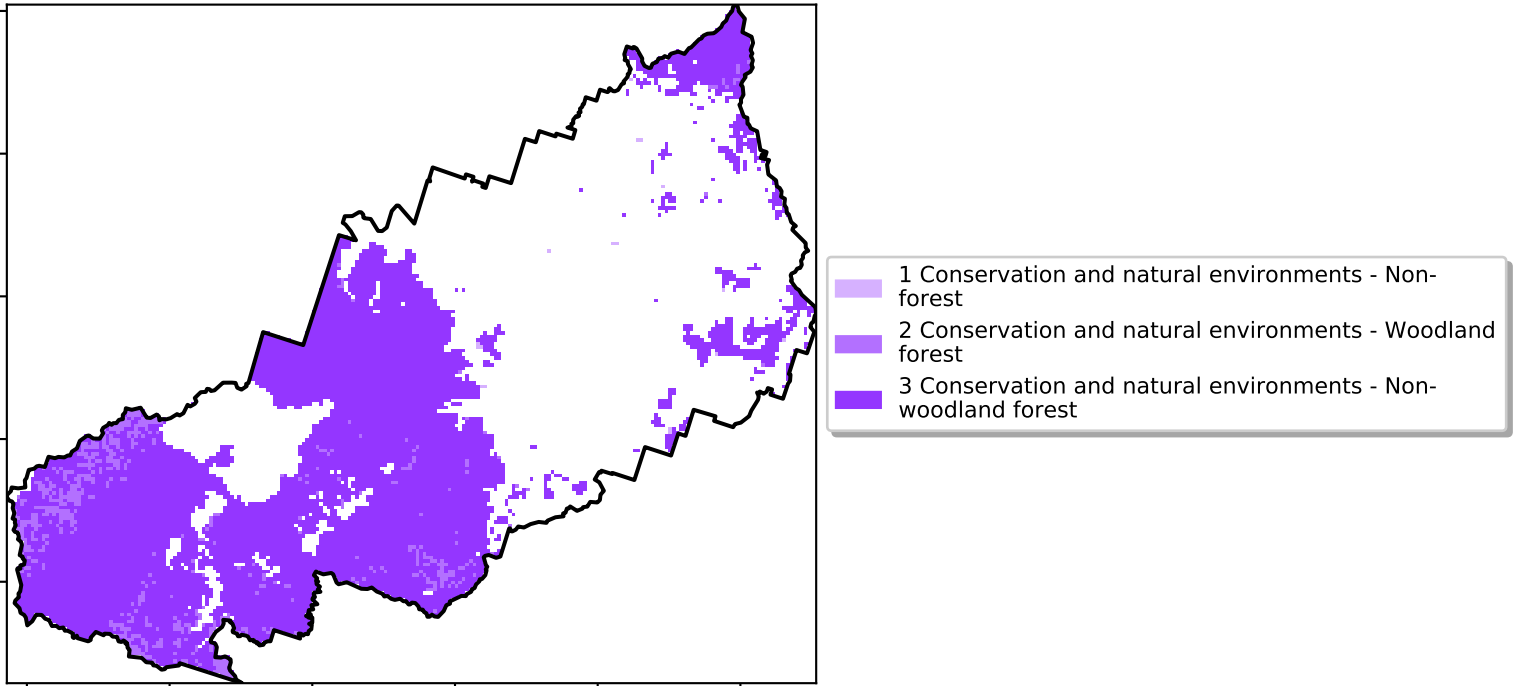 1 Conservation and natural environments - Non-
forest
2 Conservation and natural environments - Woodland
forest
3 Conservation and natural environments - Non-
woodland forest